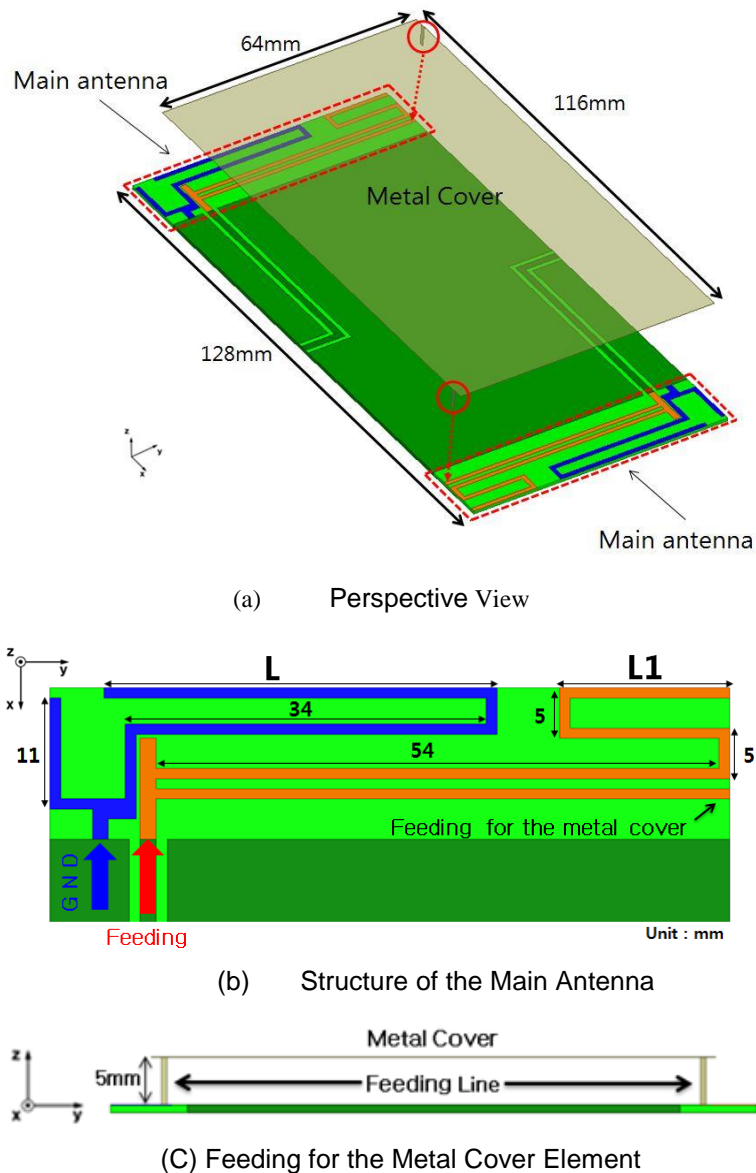 64mm
Main antenna
116mm
Metal Cover
128mm
z
y
x
Main antenna
(a) Perspective View
z
y
x
L
L1
34
5
11
54
5
Feeding for the metal cover
GND
Feeding
Unit : mm
(b) Structure of the Main Antenna
Metal Cover
z
5mm
Feeding Line
x
y
(C) Feeding for the Metal Cover Element